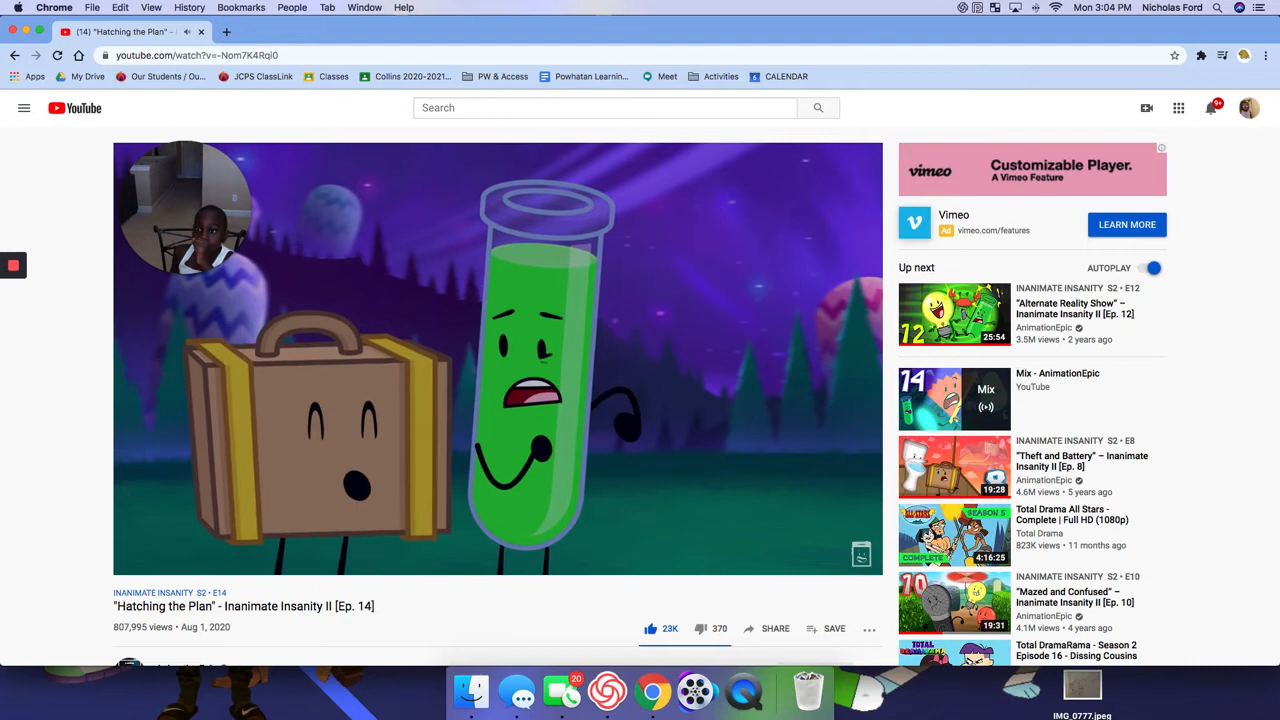 Chrome File Edit View History Bookmarks People Tab Window Help
Mon 3:04 PM Nicholas Ford
(14) "Hatching the Plan" -
youtube.com/watch?v=-Nom7K4Rqi0
Apps My Drive Our Students / Ou... JCPS ClassLink Classes Collins 2020-2021... PW & Access Powhatan Learnin... Meet Activities CALENDAR
YouTube
Search
9+
vimeo Customizable Player.
A Vimeo Feature
Vimeo
Ad vimeo.com/features
LEARN MORE
Up next
AUTOPLAY
12
25:54
INANIMATE INSANITY S2 • E12
"Alternate Reality Show" –
Inanimate Insanity II [Ep. 12]
AnimationEpic
3.5M views • 2 years ago
14
Mix
Mix - AnimationEpic
YouTube
19:28
INANIMATE INSANITY S2 • E8
"Theft and Battery" – Inanimate
Insanity II [Ep. 8]
AnimationEpic
4.6M views • 5 years ago
SEASON 5
COMPLETE
4:16:25
Total Drama All Stars -
Complete | Full HD (1080p)
Total Drama
823K views • 11 months ago
10
19:31
INANIMATE INSANITY S2 • E10
"Mazed and Confused" –
Inanimate Insanity II [Ep. 10]
AnimationEpic
4.1M views • 4 years ago
TOTAL
Total DramaRama - Season 2
Episode 16 - Dissing Cousins
INANIMATE INSANITY S2 • E14
"Hatching the Plan" - Inanimate Insanity II [Ep. 14]
807,995 views • Aug 1, 2020
23K 370 SHARE SAVE
20
IMG_0777.jpeg